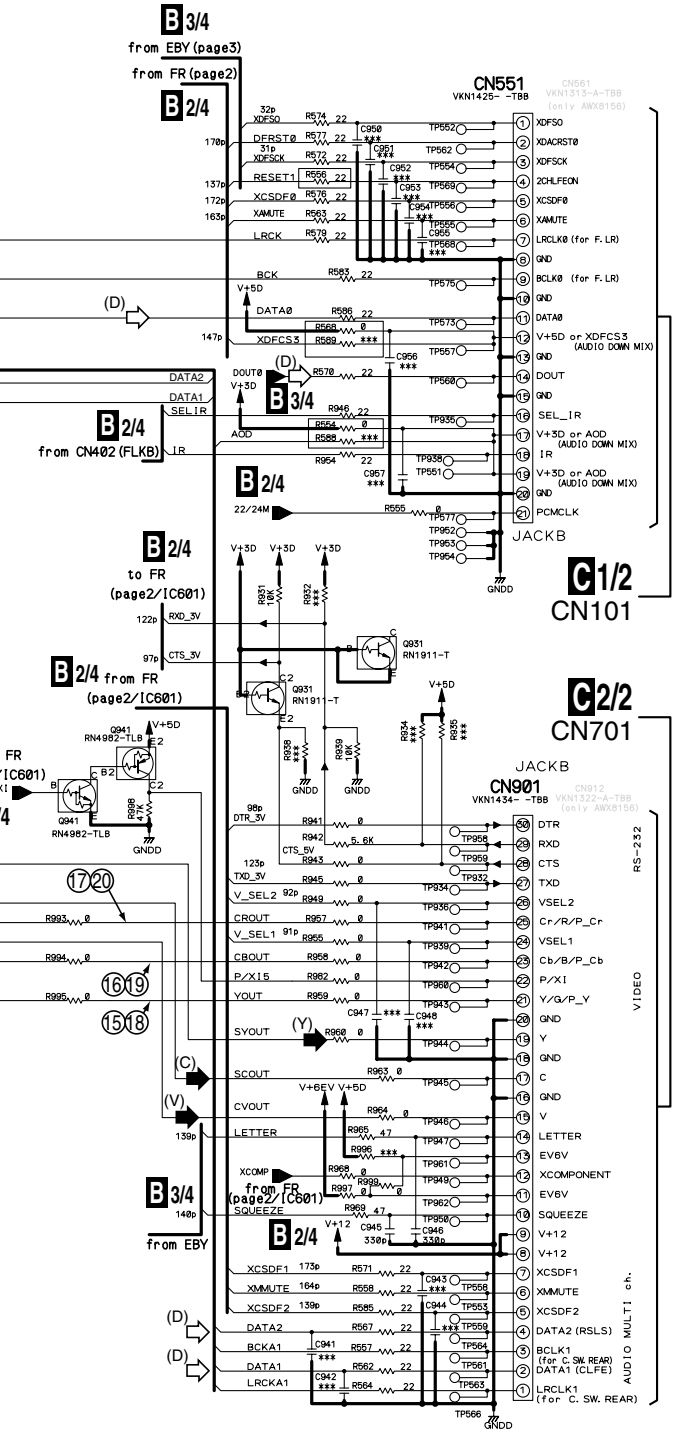 B 3/4
from EBY (page3)
from FR (page2)
B 2/4
CN551
VKN1425- -TBB
CN561
VKN1313-A-TBB
(only AWX8156)
32p
XDFSO R574 22 C950 *** TP552 1 XDFSO
170p DFRST0 R577 22 C951 *** TP562 2 XDACRST0
31p
XDFSCK R572 22 C952 *** TP554 3 XDFSCK
137p RESET1 R556 22 C953 *** TP569 4 2CHLFEON
172p XCSDF0 R576 22 C954 *** TP556 5 XCSDF0
163p XAMUTE R563 22 C955 *** TP555 6 XAMUTE
LRCK R579 22 TP568 7 LRCLK0 (for F.LR)
8 GND
BCK R583 22 TP575 9 BCLK0 (for F.LR)
V+5D
10 GND
(D) DATA0 R586 22 TP573 11 DATA0
R568 0
147p XDFCS3 R589 *** TP557 12 V+5D or XDFCS3
(AUDIO DOWN MIX)
C956 *** 13 GND
DATA2 DOUT0 (D) R570 22 TP560 14 DOUT
V+3D B 3/4
DATA1 15 GND
B 2/4
from CN402 (FLKB)
SELIR R946 22 TP935 16 SEL_IR
AOD R554 0 17 V+3D or AOD
R588 *** (AUDIO DOWN MIX)
IR R954 22 TP938 18 IR
C957 *** TP551 19 V+3D or AOD
(AUDIO DOWN MIX)
B 2/4 20 GND
22/24M R555 0 TP577 21 PCMCLK
TP952
TP953
TP954
JACKB
GNDD
C 1/2
CN101
B 2/4
to FR
(page2/IC601)
V+3D V+3D V+3D
R931 10K R932 ***
122p RXD_3V
97p CTS_3V
C Q931
RN1911-T
E
B 2/4 from FR
(page2/IC601)
B2 C2 Q931
RN1911-T
E2
V+5D
R938 *** R939 10K
R934 *** R935 ***
GNDD GNDD
C 2/2
CN701
Q941
RN4982-TLB
V+5D
E2
B2
C2
FR
/IC601)
XI B C
E
Q941
RN4982-TLB
R998 47K
GNDD
JACKB
CN901
VKN1434- -TBB
CN912
VKN1322-A-TBB
(only AWX8156)
98p
DTR_3V R941 0 30 DTR
R942 5.6K TP958 29 RXD
CTS_5V
123p R943 0 TP959 28 CTS
TXD_3V R945 0 TP932 27 TXD
TP934
RS-232
V_SEL2 92p R949 0 TP936 26 VSEL2
17 20
R993 0 CROUT R957 0 TP941 25 Cr/R/P_Cr
V_SEL1 91p R955 0 TP939 24 VSEL1
R994 0 CBOUT R958 0 TP942 23 Cb/B/P_Cb
16 19
P/XI5 R982 0 TP960 22 P/XI
R995 0 YOUT R959 0 TP943 21 Y/G/P_Y
15 18
C947 *** C948 *** 20 GND
VIDEO
SYOUT (Y) R960 0 TP944 19 Y
18 GND
(C) SCOUT R963 0 TP945 17 C
V+6EV V+5D 16 GND
(V) CVOUT R964 0 TP946 15 V
139p LETTER R965 47 TP947 14 LETTER
R996 *** TP961 13 EV6V
XCOMP R968 0 TP949 12 XCOMPONENT
from FR
(page2/IC601)
R999 0
R997 0 TP962 11 EV6V
B 3/4
from EBY
140p SQUEEZE R969 47 TP950 10 SQUEEZE
B 2/4 V+12 C945 330p C946 330p 9 V+12
8 V+12
XCSDF1 173p R571 22 C943 *** 7 XCSDF1
XMMUTE 164p R558 22 TP558 6 XMMUTE
XCSDF2 139p R585 22 C944 *** TP553 5 XCSDF2
(D) DATA2 R567 22 TP559 4 DATA2 (RSLS)
BCKA1 C941 *** R557 22 TP564 3 BCLK1
(for C. SW. REAR)
(D) DATA1 R562 22 TP561 2 DATA1 (CLFE)
LRCKA1 C942 *** R564 22 TP563 1 LRCLK1
(for C. SW. REAR)
AUDIO MULTI ch.
TP566
GNDD